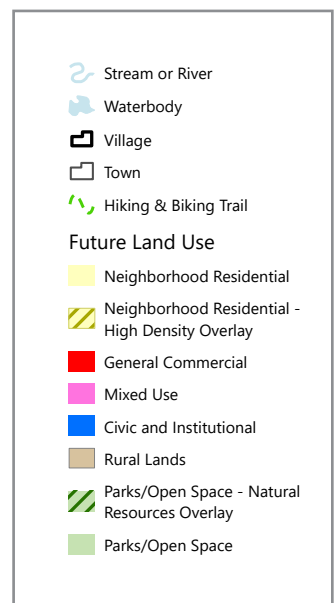 Stream or River
Waterbody
Village
Town
Hiking & Biking Trail
Future Land Use
Neighborhood Residential
Neighborhood Residential -
High Density Overlay
General Commercial
Mixed Use
Civic and Institutional
Rural Lands
Parks/Open Space - Natural
Resources Overlay
Parks/Open Space